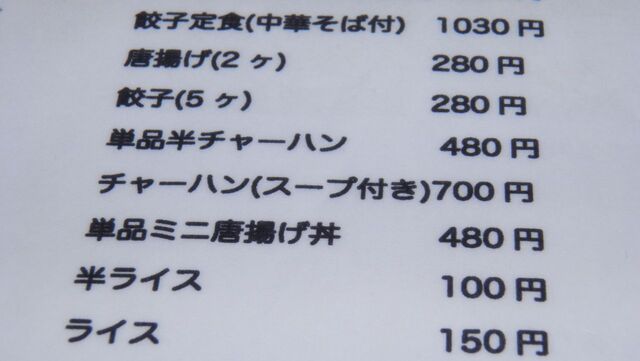 餃子定食(中華そば付) 1030円
唐揚げ(2ヶ) 280円
餃子(5ヶ) 280円
単品半チャーハン 480円
チャーハン(スープ付き)700円
単品ミニ唐揚げ丼 480円
半ライス 100円
ライス 150円